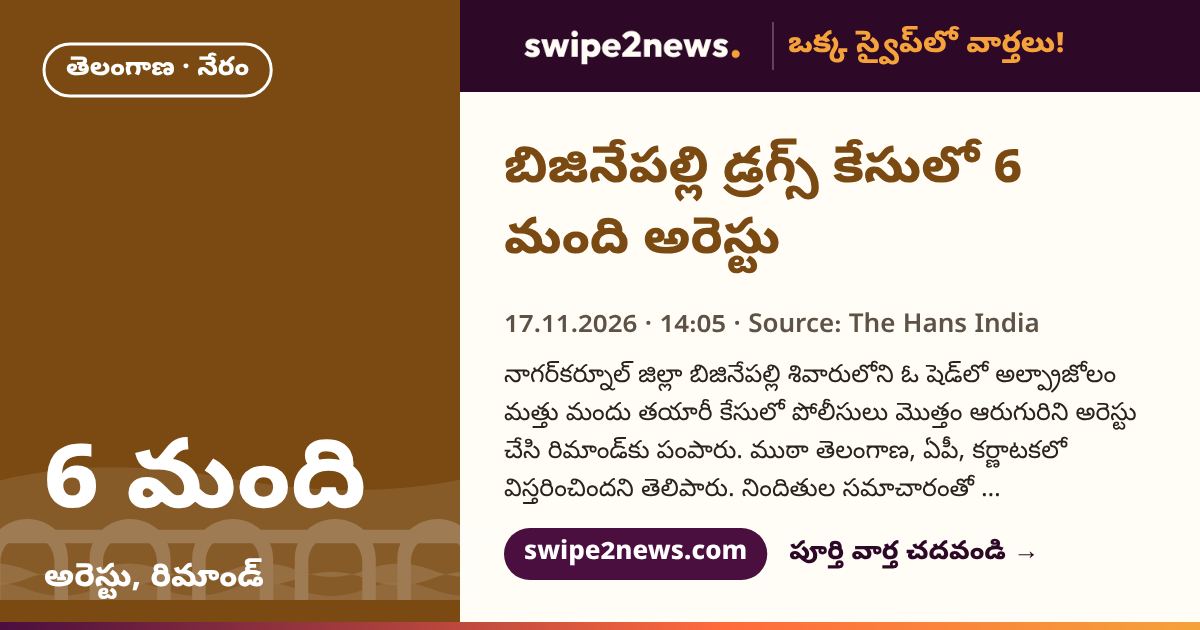 తెలంగాణ · నేరం
6 మంది
అరెస్టు, రిమాండ్
swipe2news.
ఒక్క స్వైప్‌లో వార్తలు!
బిజినేపల్లి డ్రగ్స్ కేసులో 6
మంది అరెస్టు
17.11.2026 · 14:05 · Source: The Hans India
నాగర్‌కర్నూల్ జిల్లా బిజినేపల్లి శివారులోని ఓ షెడ్‌లో అల్ప్రాజోలం
మత్తు మందు తయారీ కేసులో పోలీసులు మొత్తం ఆరుగురిని అరెస్టు
చేసి రిమాండ్‌కు పంపారు. ముఠా తెలంగాణ, ఏపీ, కర్ణాటకలో
విస్తరించిందని తెలిపారు. నిందితుల సమాచారంతో ...
swipe2news.com
పూర్తి వార్త చదవండి →